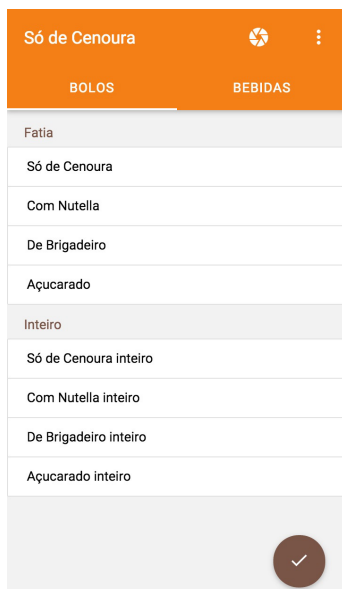 Só de Cenoura
BOLOS BEBIDAS
Fatia
Só de Cenoura
Com Nutella
De Brigadeiro
Açucarado
Inteiro
Só de Cenoura inteiro
Com Nutella inteiro
De Brigadeiro inteiro
Açucarado inteiro